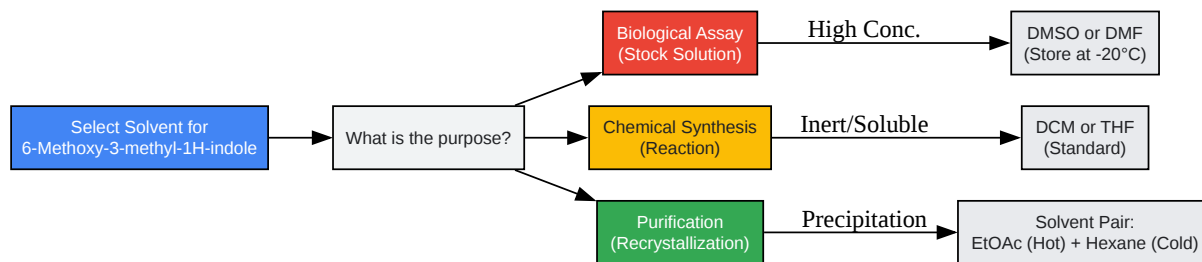 Select Solvent for
6-Methoxy-3-methyl-1H-indole
What is the purpose?
Biological Assay
(Stock Solution)
High Conc.
DMSO or DMF
(Store at -20°C)
Chemical Synthesis
(Reaction)
Inert/Soluble
DCM or THF
(Standard)
Purification
(Recrystallization)
Precipitation
Solvent Pair:
EtOAc (Hot) + Hexane (Cold)